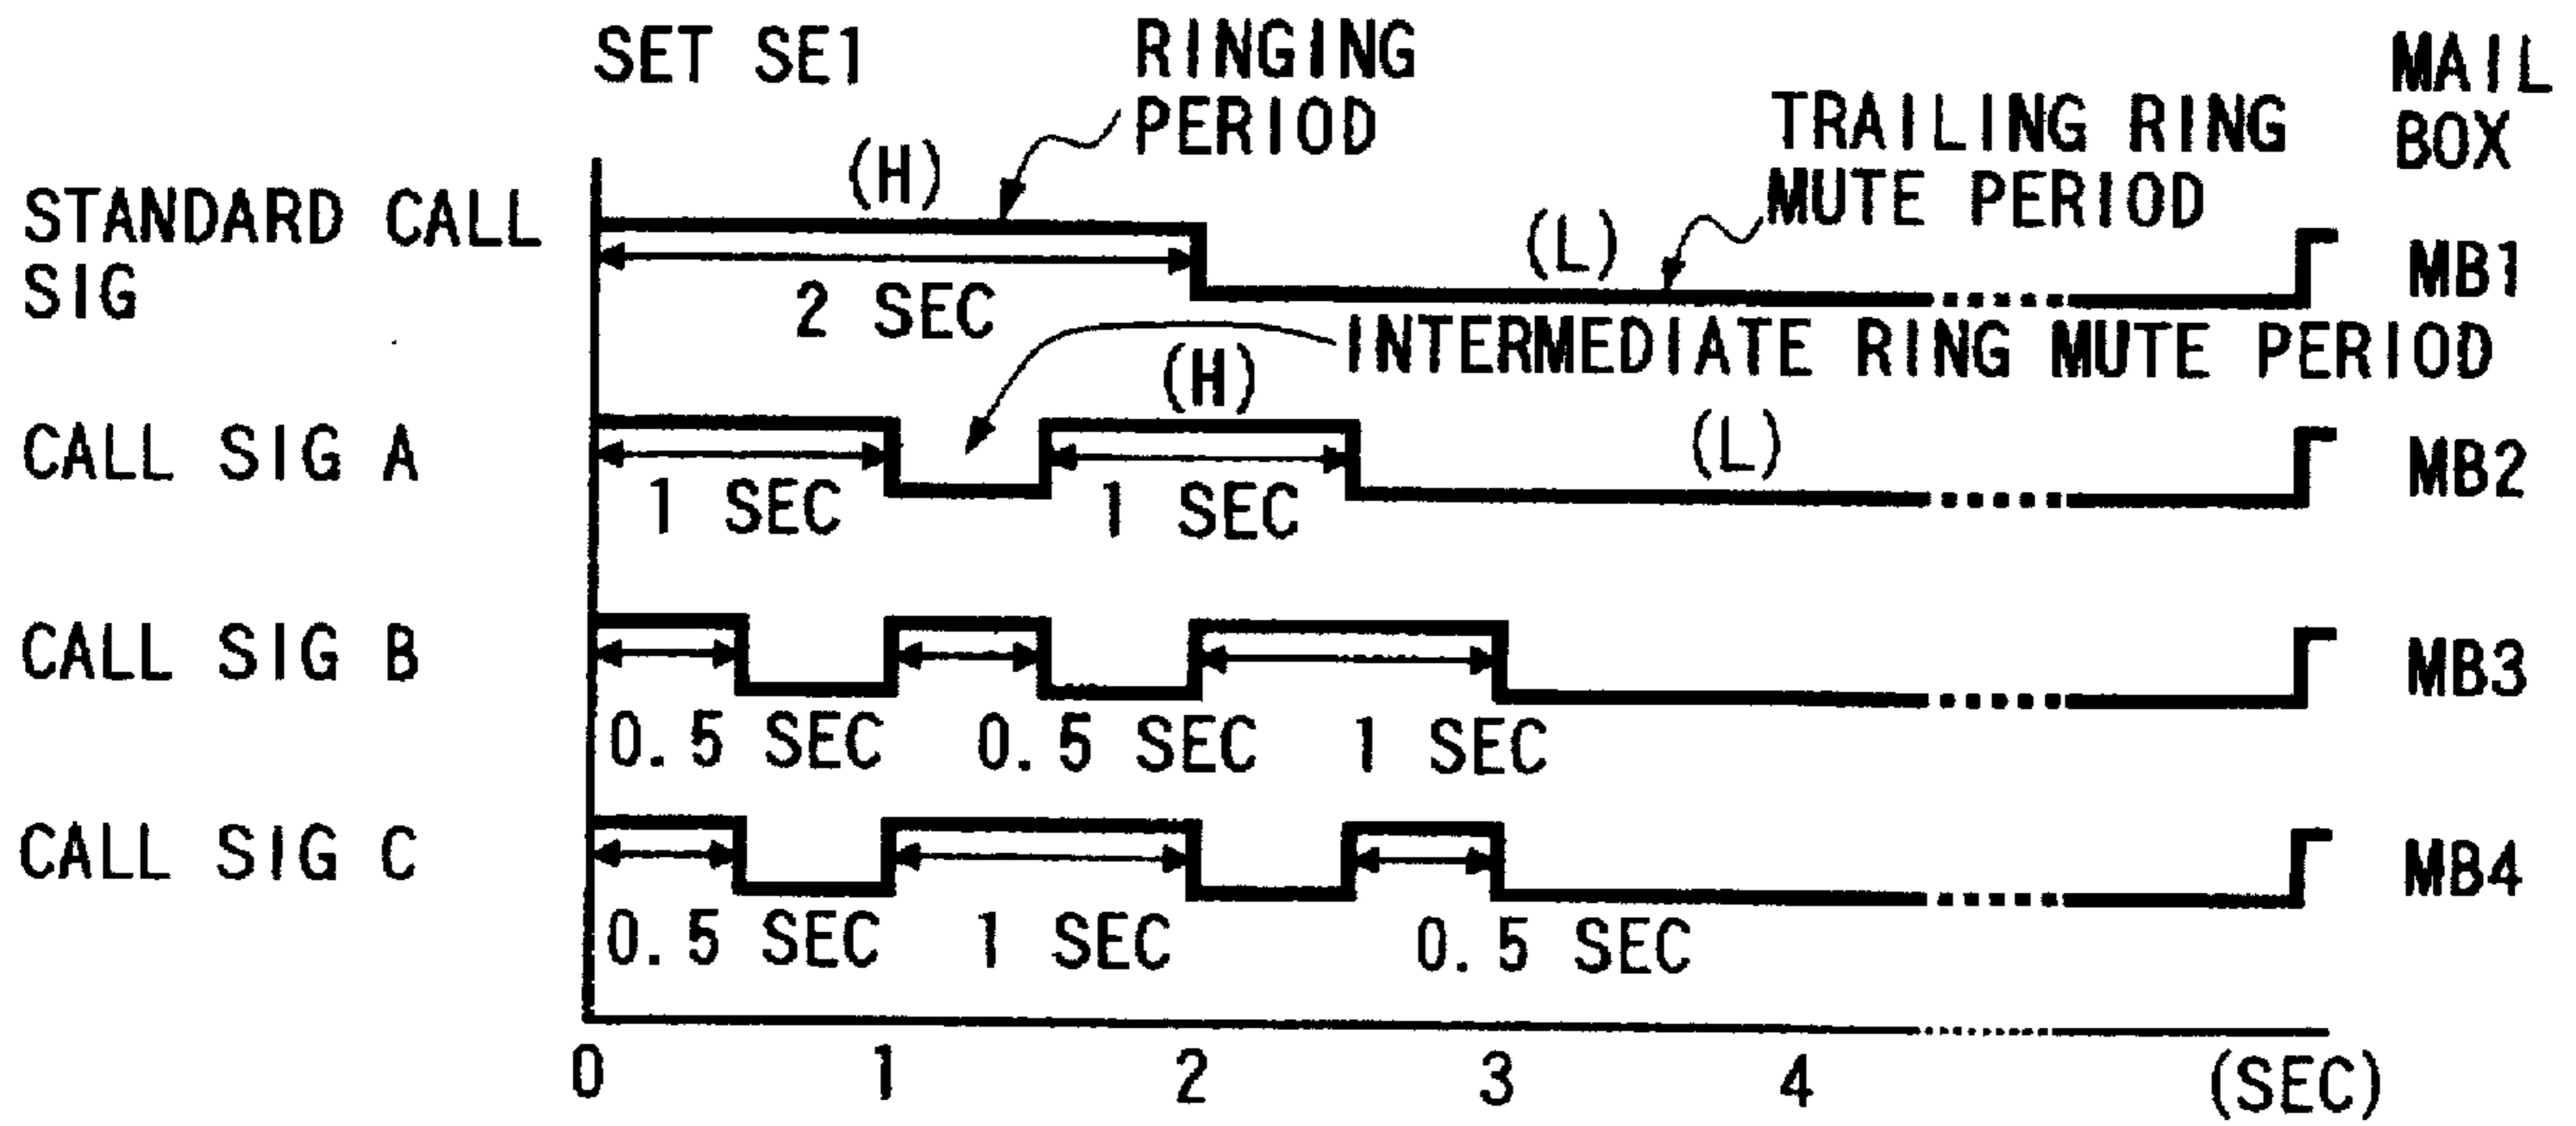 SET SE1
RINGING
PERIOD
MAIL
BOX
TRAILING RING
MUTE PERIOD
(H)
STANDARD CALL
SIG
(L)
MB1
2 SEC
INTERMEDIATE RING MUTE PERIOD
(H)
CALL SIG A
(L)
MB2
1 SEC
1 SEC
CALL SIG B
MB3
0.5 SEC
0.5 SEC
1 SEC
CALL SIG C
MB4
0.5 SEC
1 SEC
0.5 SEC
0
1
2
3
4
(SEC)